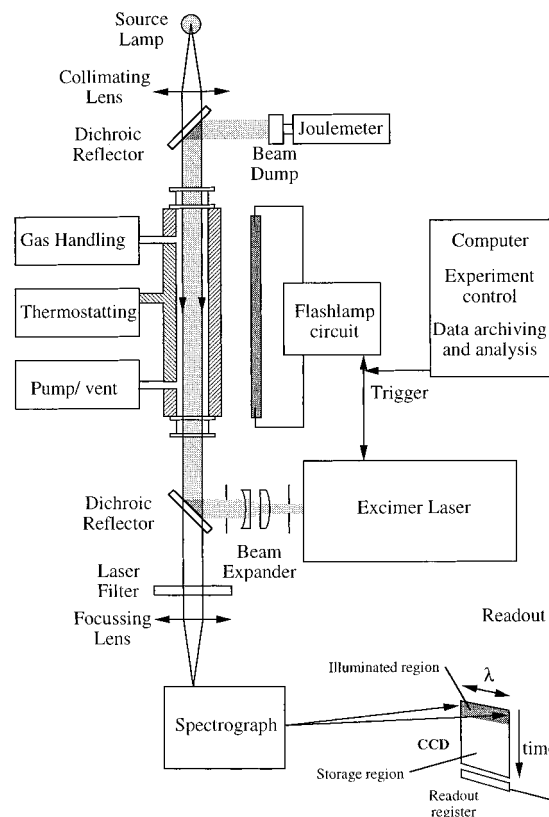 Source
Lamp
Collimating
Lens
Dichroic
Reflector
Beam
Dump
Joulemeter
Gas Handling
Thermostatting
Pump/ vent
Flashlamp
circuit
Computer
Experiment
control
Data archiving
and analysis
Trigger
Dichroic
Reflector
Beam
Expander
Excimer Laser
Laser
Filter
Focussing
Lens
Readout
Illuminated region
λ
Spectrograph
CCD
tim
Storage region
Readout
register